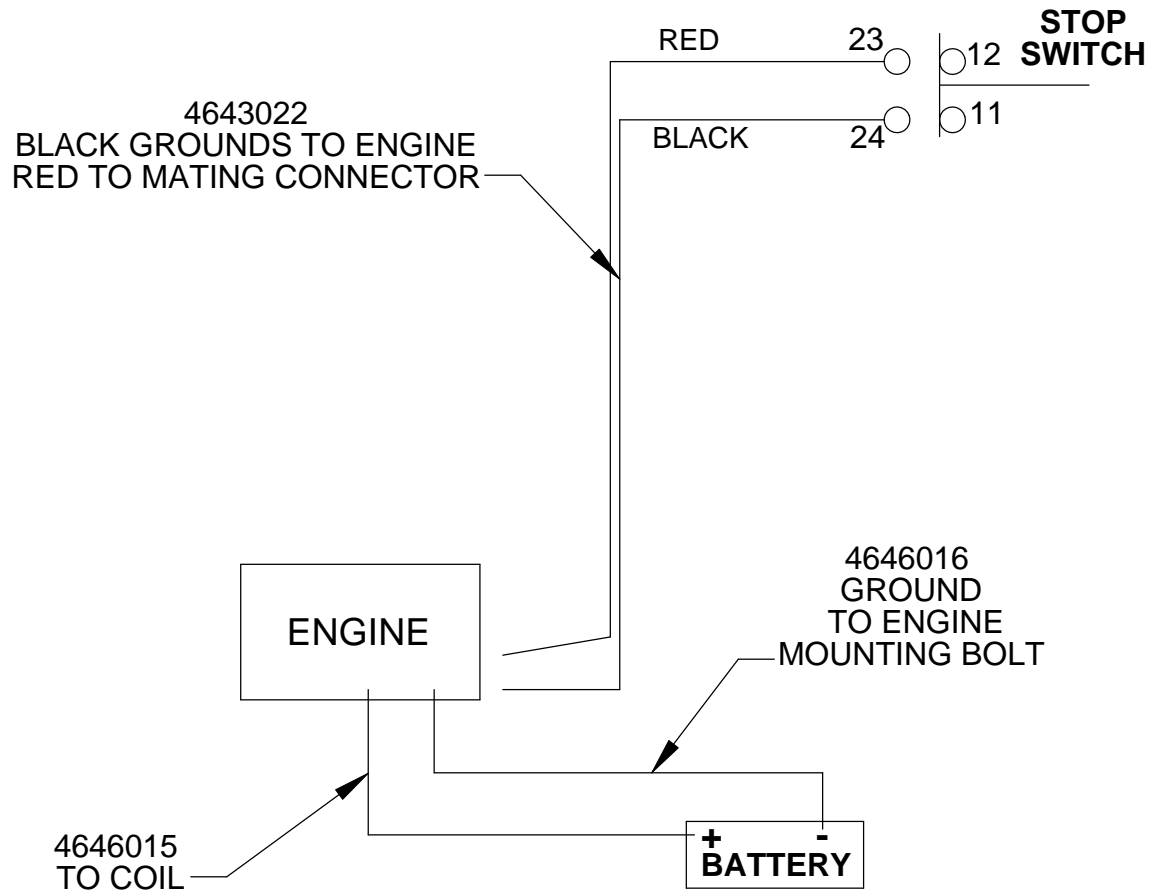 RED
23
12
STOP
SWITCH
4643022
BLACK GROUNDS TO ENGINE
RED TO MATING CONNECTOR
BLACK
24
11
ENGINE
4646016
GROUND
TO ENGINE
MOUNTING BOLT
4646015
TO COIL
+ -
BATTERY